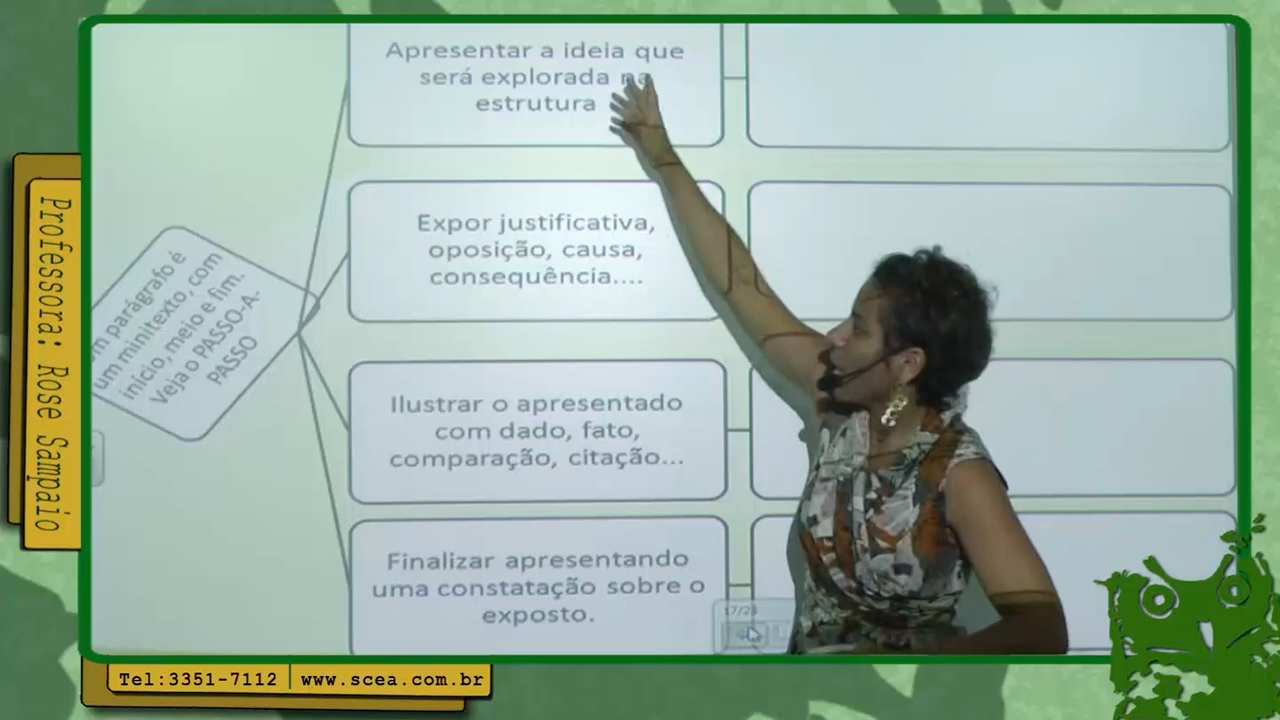 Apresentar a ideia que
será explorada na
estrutura
Expor justificativa,
oposição, causa,
consequência....
um parágrafo é
um minitexto, com
início, meio e fim.
Veja o PASSO-A-
PASSO
Ilustrar o apresentado
com dado, fato,
comparação, citação...
Finalizar apresentando
uma constatação sobre o
exposto.
17/23
Professora: Rose Sampaio
Tel:3351-7112 www.scea.com.br